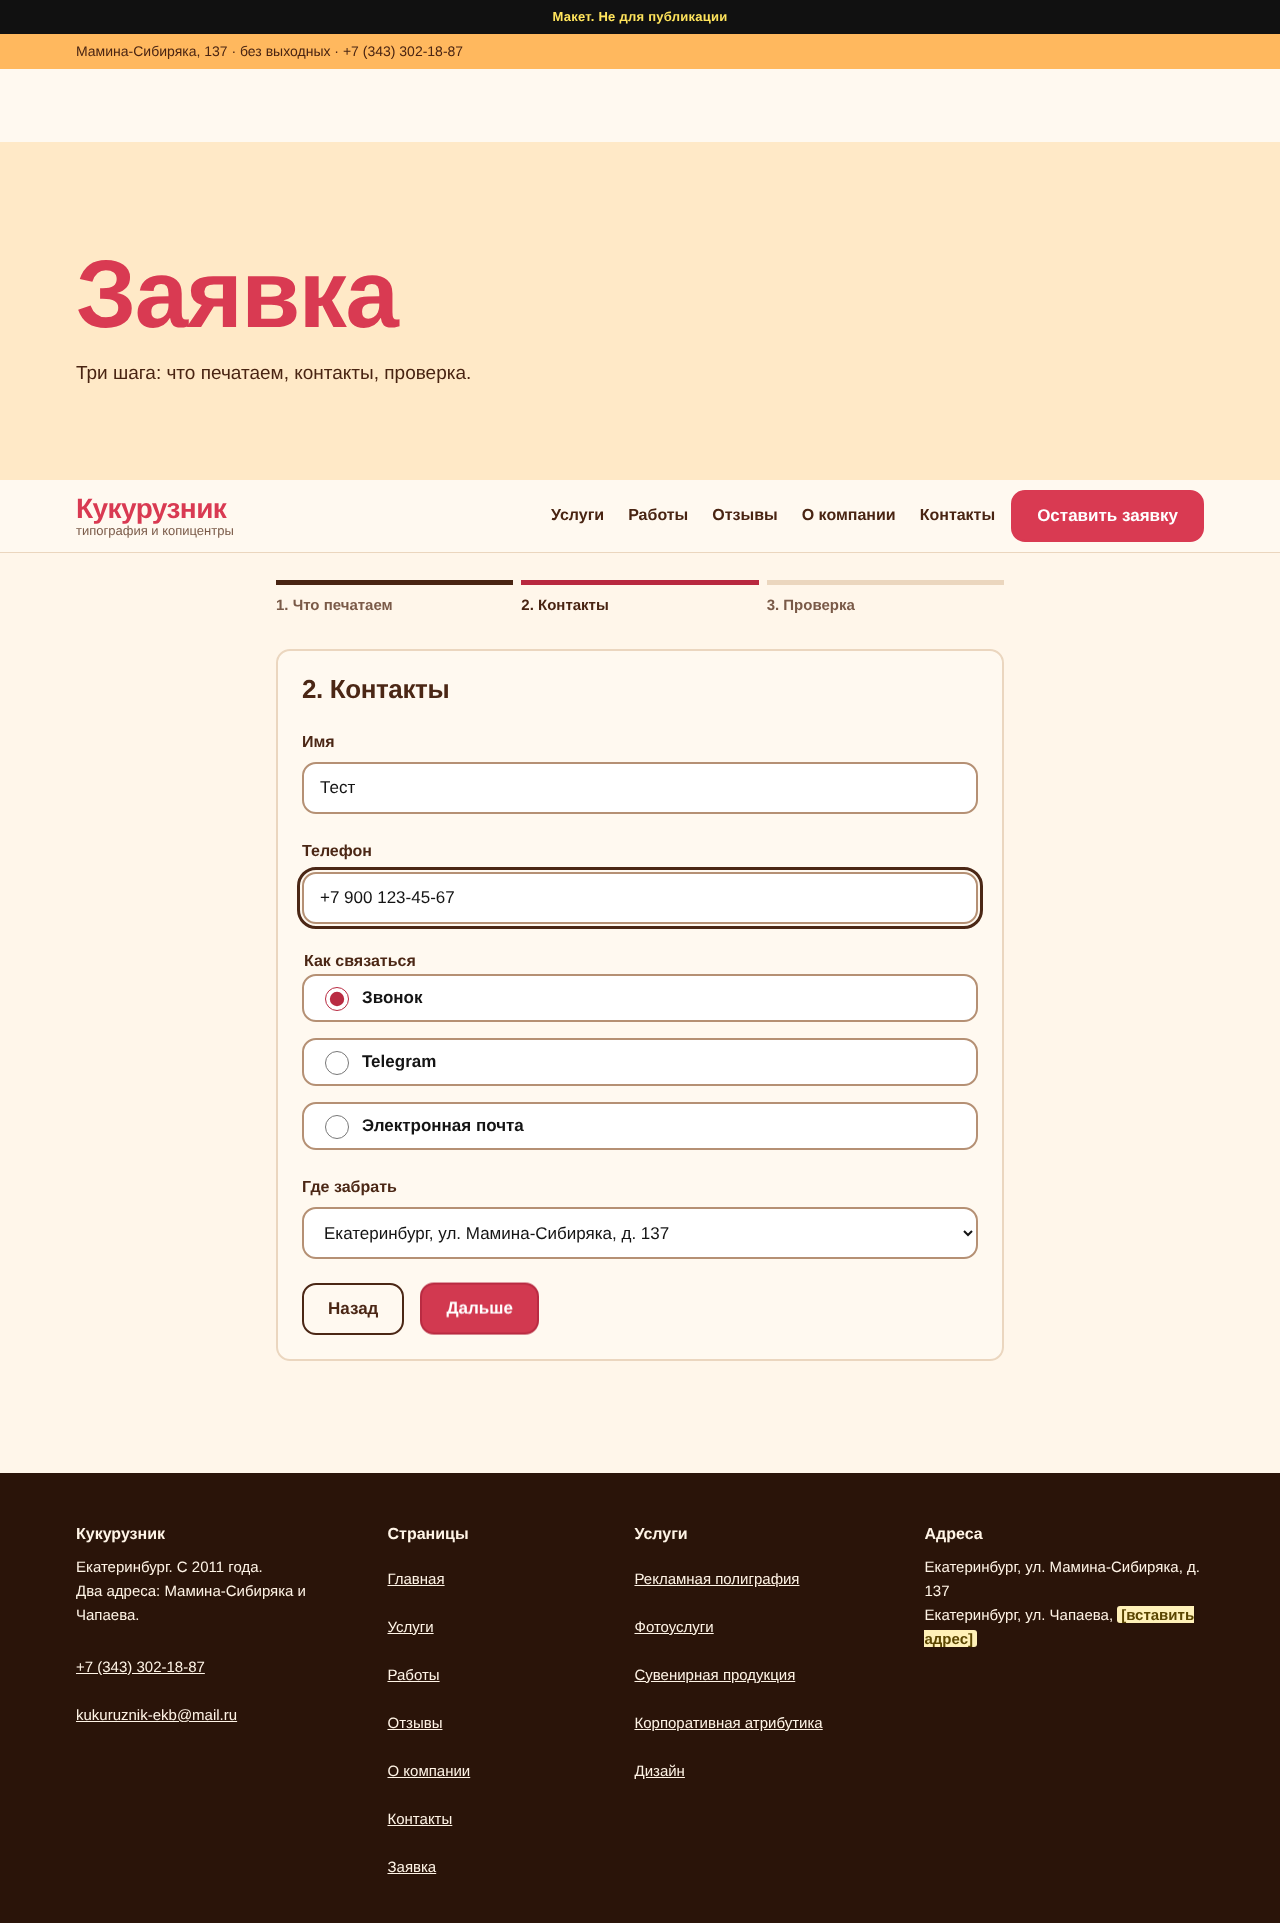 Макет. Не для публикации
Мамина-Сибиряка, 137 · без выходных · +7 (343) 302-18-87
Заявка
Три шага: что печатаем, контакты, проверка.
Кукурузник
типография и копицентры
Услуги
Работы
Отзывы
О компании
Контакты
Оставить заявку
1. Что печатаем
2. Контакты
3. Проверка
2. Контакты
Имя
Тест
Телефон
+7 900 123-45-67
Как связаться
Звонок
Telegram
Электронная почта
Где забрать
Екатеринбург, ул. Мамина-Сибиряка, д. 137
Назад
Дальше
Кукурузник
Екатеринбург. С 2011 года.
Два адреса: Мамина-Сибиряка и
Чапаева.
+7 (343) 302-18-87
kukuruznik-ekb@mail.ru
Страницы
Главная
Услуги
Работы
Отзывы
О компании
Контакты
Заявка
Услуги
Рекламная полиграфия
Фотоуслуги
Сувенирная продукция
Корпоративная атрибутика
Дизайн
Адреса
Екатеринбург, ул. Мамина-Сибиряка, д.
137
Екатеринбург, ул. Чапаева, [вставить
адрес]